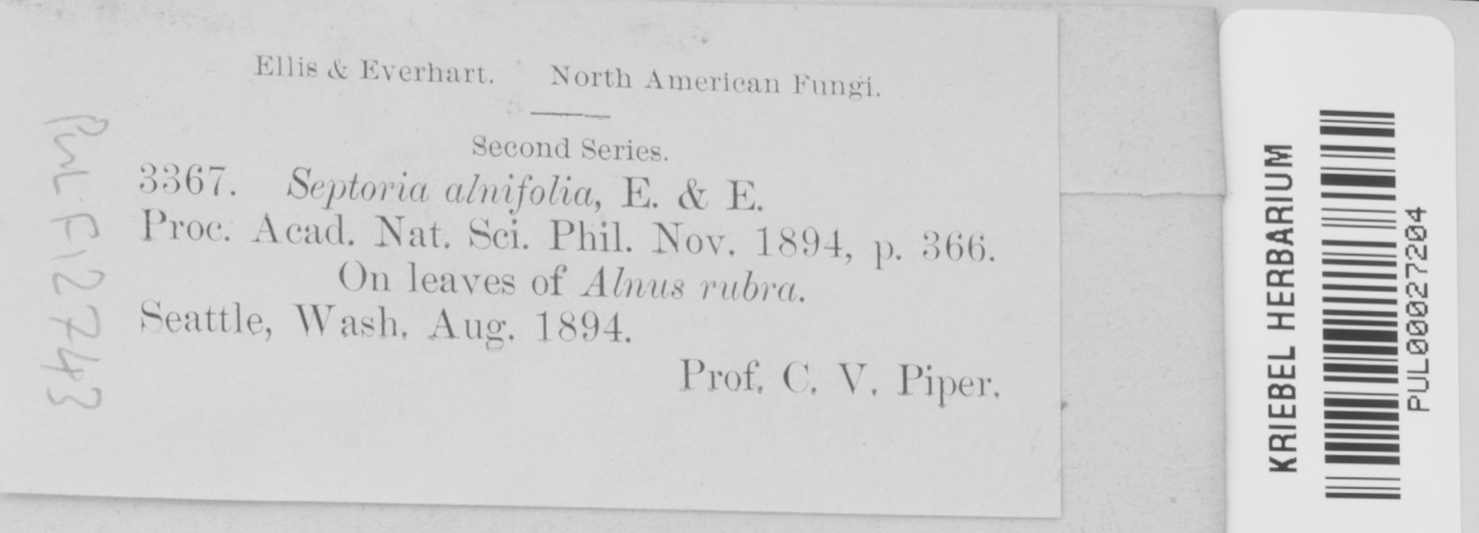 Ellis & Everhart. North American Fungi.
Second Series.
3367. Septoria alnifolia, E. & E.
Proc. Acad. Nat. Sci. Phil. Nov. 1894, p. 366.
On leaves of Alnus rubra.
Seattle, Wash. Aug. 1894.
Prof. C. V. Piper.
PUL F12743
KRIEBEL HERBARIUM
PUL00027204